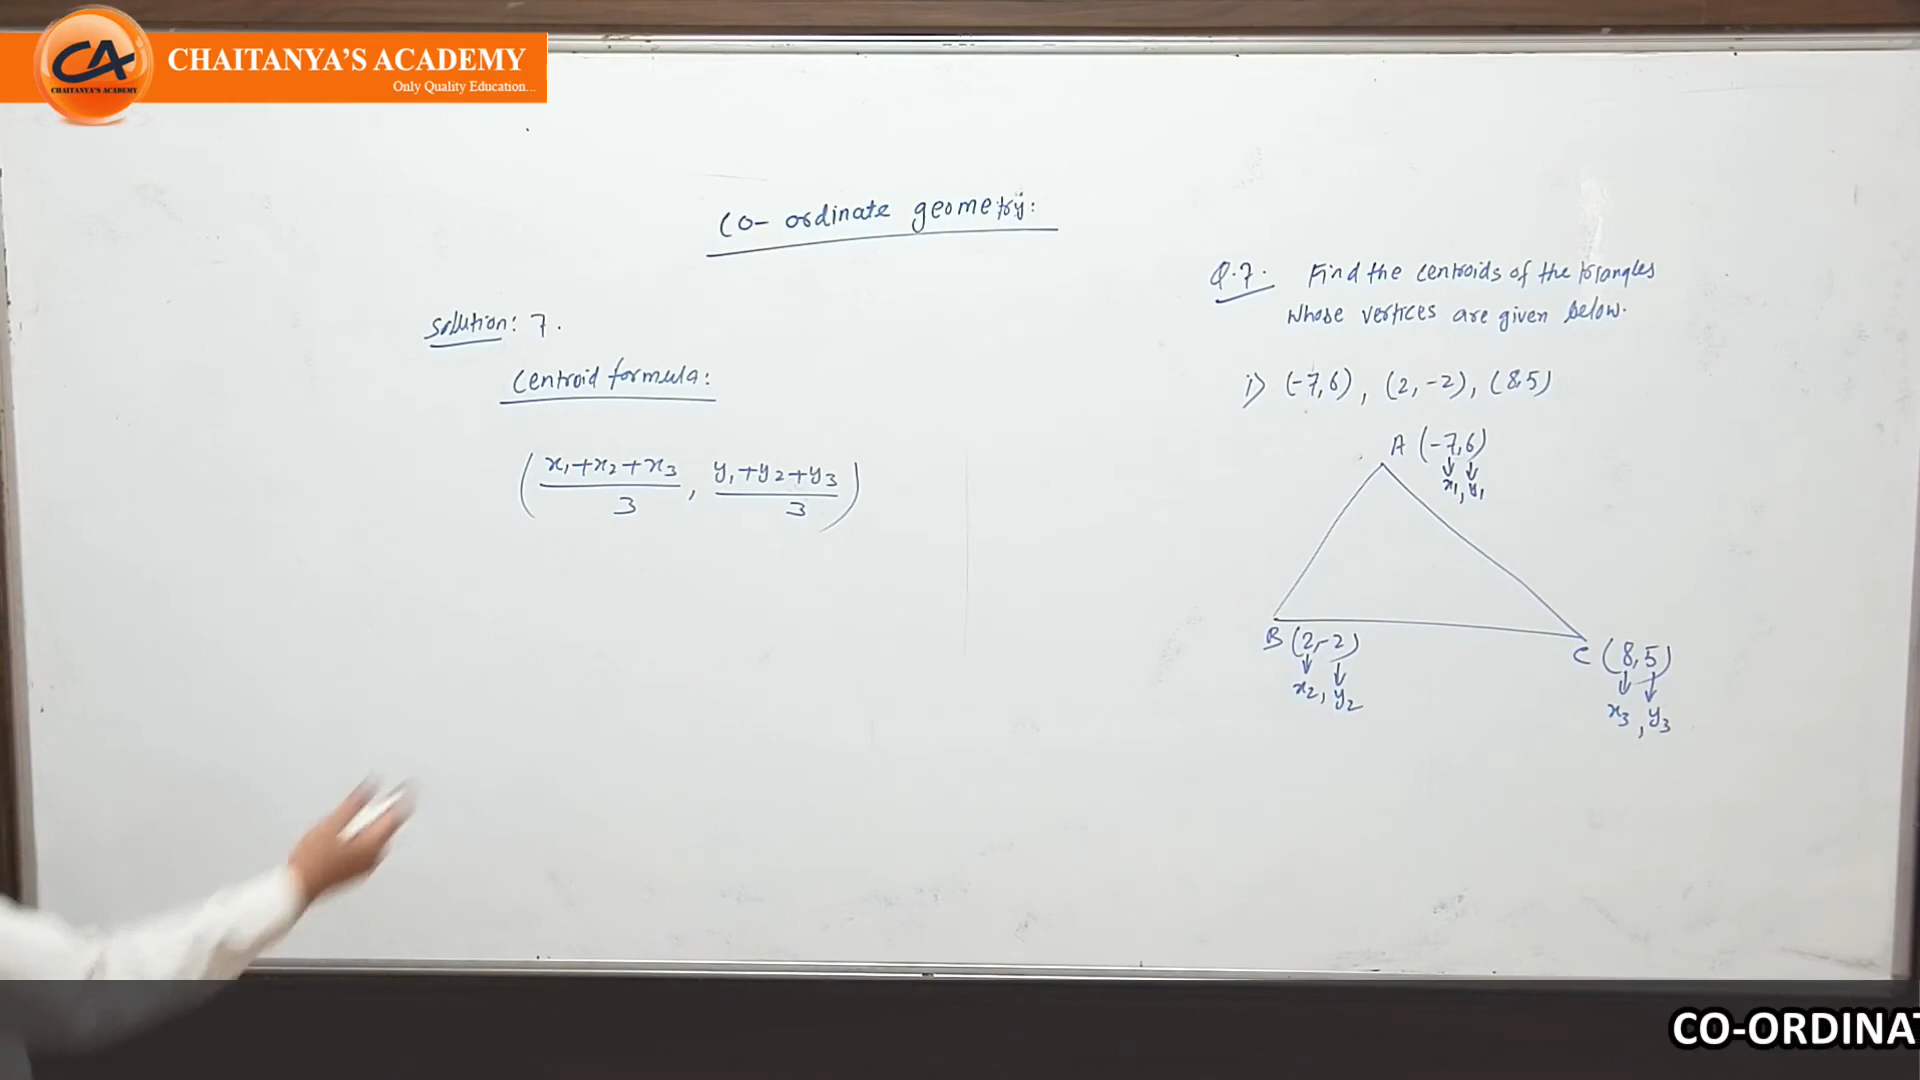 CA
CHAITANYA'S ACADEMY
CHAITANYA'S ACADEMY
Only Quality Education...
Co-ordinate geometry:
Solution: 7.
Centroid formula:
(x₁+x₂+x₃/3, y₁+y₂+y₃/3)
Q.7. Find the centroids of the triangles
whose vertices are given below.
i) (-7,6), (2,-2), (8,5)
A (-7,6)
x₁, y₁
B (2,-2)
x₂, y₂
C (8,5)
x₃, y₃
CO-ORDINA